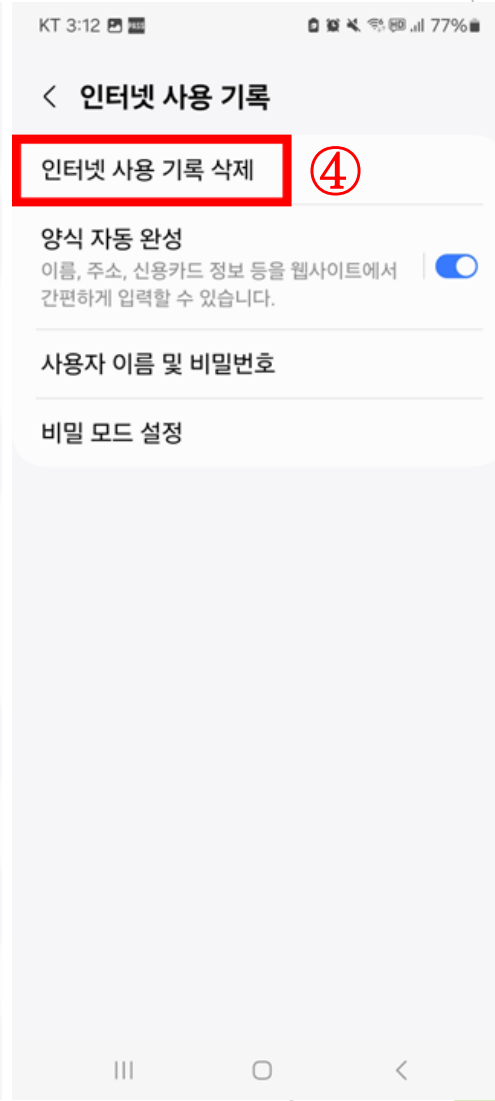 KT 3:12 PASS HD 77%
인터넷 사용 기록
인터넷 사용 기록 삭제 ④
양식 자동 완성
이름, 주소, 신용카드 정보 등을 웹사이트에서
간편하게 입력할 수 있습니다.
사용자 이름 및 비밀번호
비밀 모드 설정